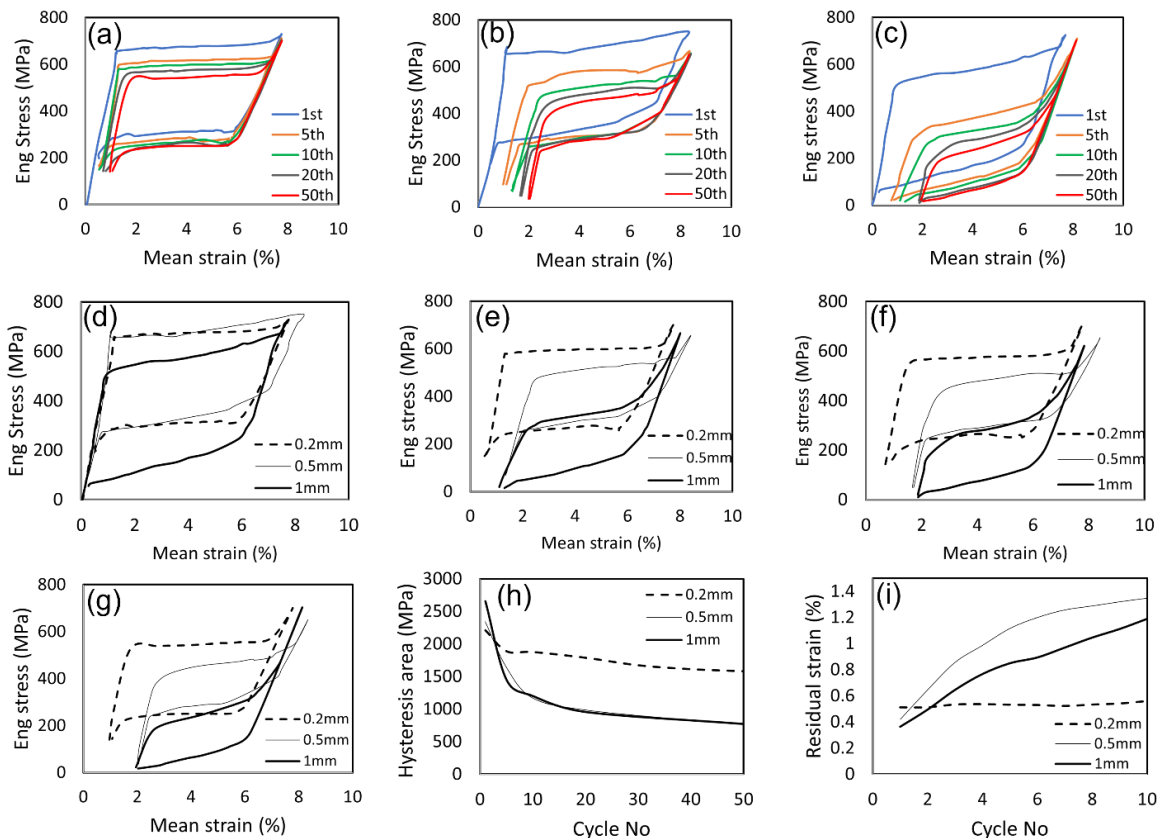 (a)
Eng Stress (MPa)
800
600
400
200
0
0 2 4 6 8 10
Mean strain (%)
1st
5th
10th
20th
50th
(b)
Eng Stress (MPa)
800
600
400
200
0
0 2 4 6 8 10
Mean strain (%)
1st
5th
10th
20th
50th
(c)
Eng Stress (MPa)
800
600
400
200
0
0 2 4 6 8 10
Mean strain (%)
1st
5th
10th
20th
50th
(d)
Eng Stress (MPa)
800
600
400
200
0
0 2 4 6 8 10
Mean strain (%)
0.2mm
0.5mm
1mm
(e)
Eng stress (MPa)
800
600
400
200
0
0 2 4 6 8 10
Mean strain (%)
0.2mm
0.5mm
1mm
(f)
Eng stress (MPa)
800
600
400
200
0
0 2 4 6 8 10
Mean strain (%)
0.2mm
0.5mm
1mm
(g)
Eng stress (MPa)
800
600
400
200
0
0 2 4 6 8 10
Mean strain (%)
0.2mm
0.5mm
1mm
(h)
Hysteresis area (MPa)
3000
2500
2000
1500
1000
500
0
0 10 20 30 40 50
Cycle No
0.2mm
0.5mm
1mm
(i)
Residual strain (%)
1.4
1.2
1
0.8
0.6
0.4
0.2
0
0 2 4 6 8 10
Cycle No
0.2mm
0.5mm
1mm